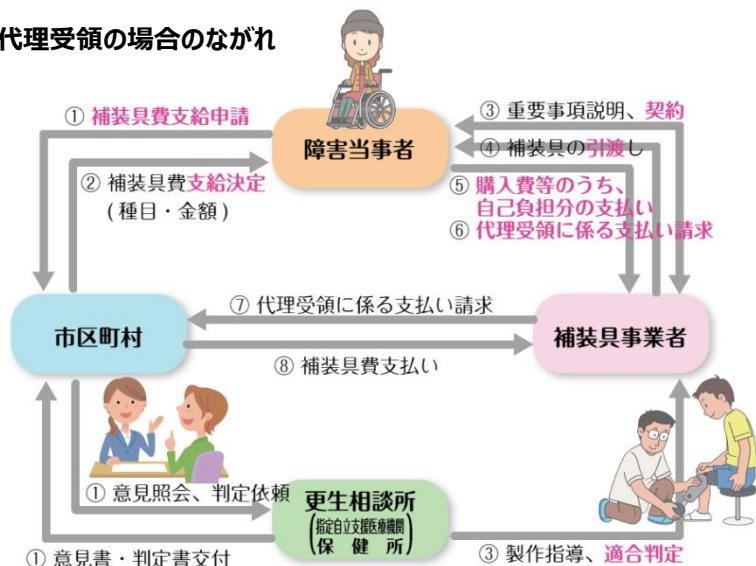 代理受領の場合のながれ
① 補装具費支給申請
② 補装具費支給決定
(種目・金額)
障害当事者
③ 重要事項説明、契約
④ 補装具の引渡し
⑤ 購入費等のうち、
自己負担分の支払い
⑥ 代理受領に係る支払い請求
市区町村
⑦ 代理受領に係る支払い請求
⑧ 補装具費支払い
補装具事業者
① 意見照会、判定依頼
① 意見書・判定書交付
更生相談所
(指定自立支援医療機関
保健所)
③ 製作指導、適合判定